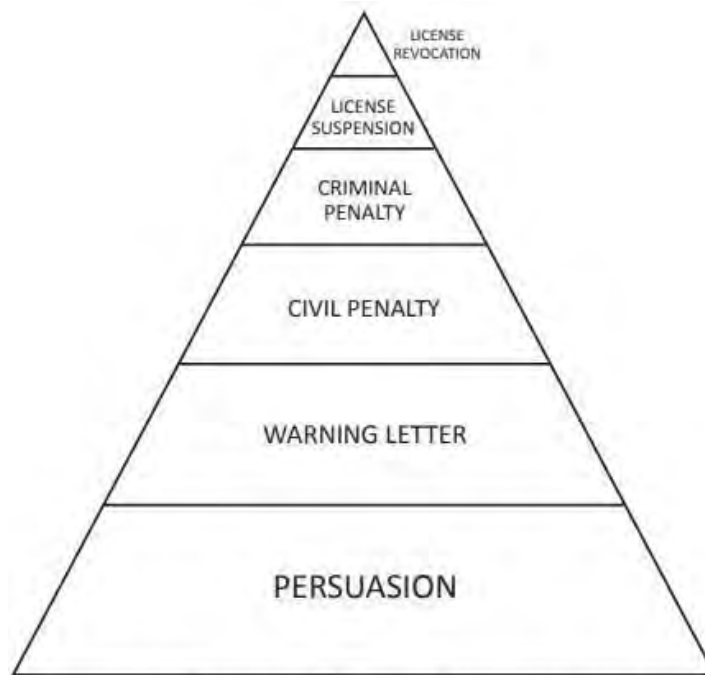 LICENSE
REVOCATION
LICENSE
SUSPENSION
CRIMINAL
PENALTY
CIVIL PENALTY
WARNING LETTER
PERSUASION